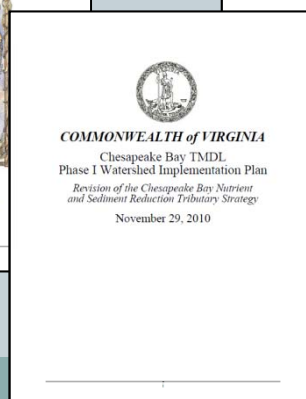 COMMONWEALTH of VIRGINIA
Chesapeake Bay TMDL
Phase I Watershed Implementation Plan
Revision of the Chesapeake Bay Nutrient
and Sediment Reduction Tributary Strategy
November 29, 2010